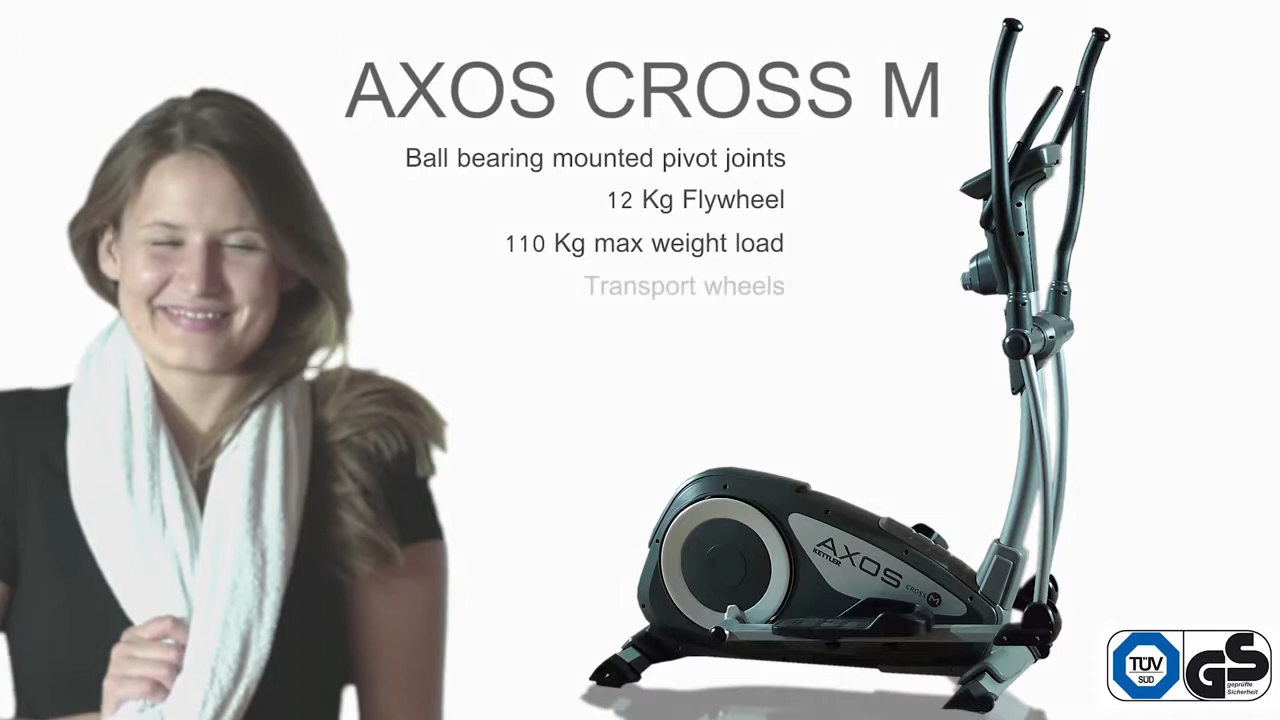 AXOS CROSS M
Ball bearing mounted pivot joints
12 Kg Flywheel
110 Kg max weight load
Transport wheels
AXOS
KETTLER
CROSS M
TÜV
SUD
GS
geprüfte
Sicherheit